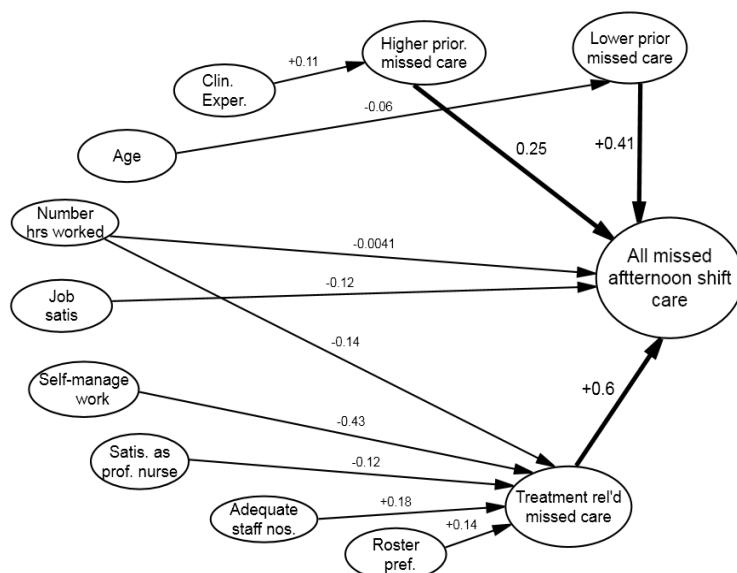 Higher prior.
missed care
Lower prior
missed care
+0.11
Clin.
Exper.
-0.06
Age
0.25
+0.41
Number
hrs worked
-0.0041
All missed
aftternoon shift
care
Job
satis
-0.12
-0.14
Self-manage
work
+0.6
-0.43
Satis. as
prof. nurse
-0.12
Treatment rel'd
missed care
Adequate
staff nos.
+0.18
+0.14
Roster
pref.